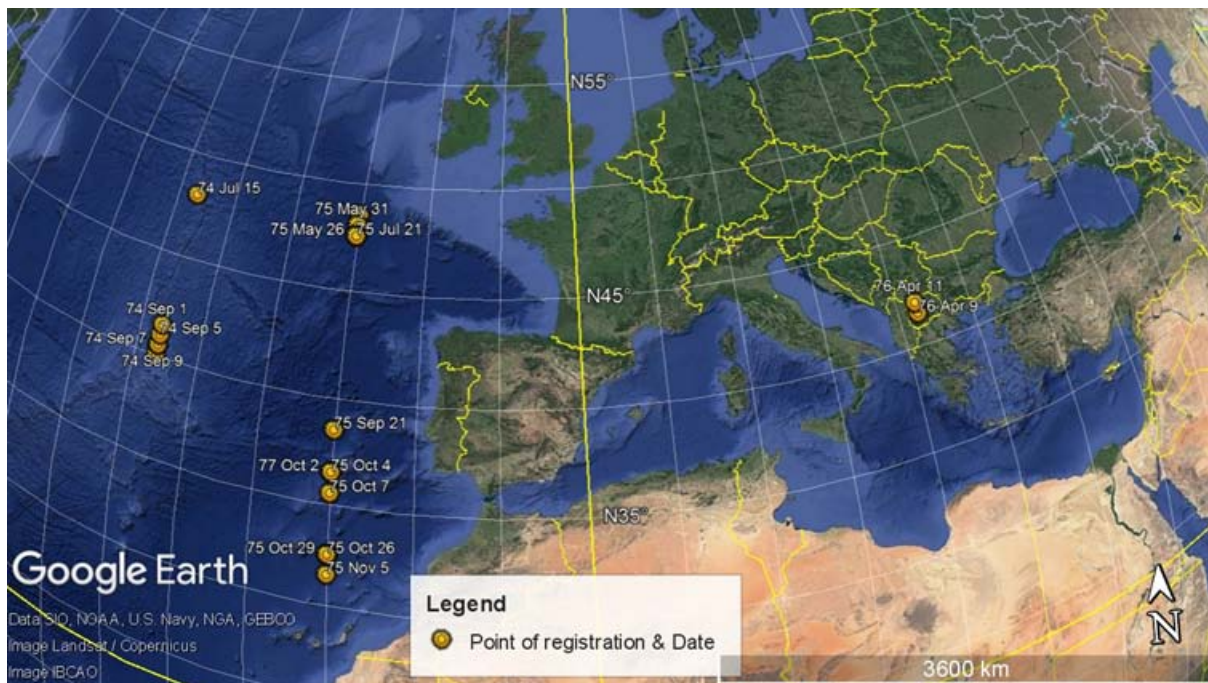 N55°
74 Jul 15
75 May 31
75 May 26
75 Jul 21
N45°
76 Apr 11
76 Apr 9
74 Sep 1
74 Sep 5
74 Sep 7
74 Sep 9
75 Sep 21
77 Oct 2
75 Oct 4
75 Oct 7
N35°
75 Oct 29
75 Oct 26
75 Nov 5
Google Earth
Data SIO, NOAA, U.S. Navy, NGA, GEBCO
Image Landsat / Copernicus
Image IBCAO
Legend
Point of registration & Date
N
3600 km